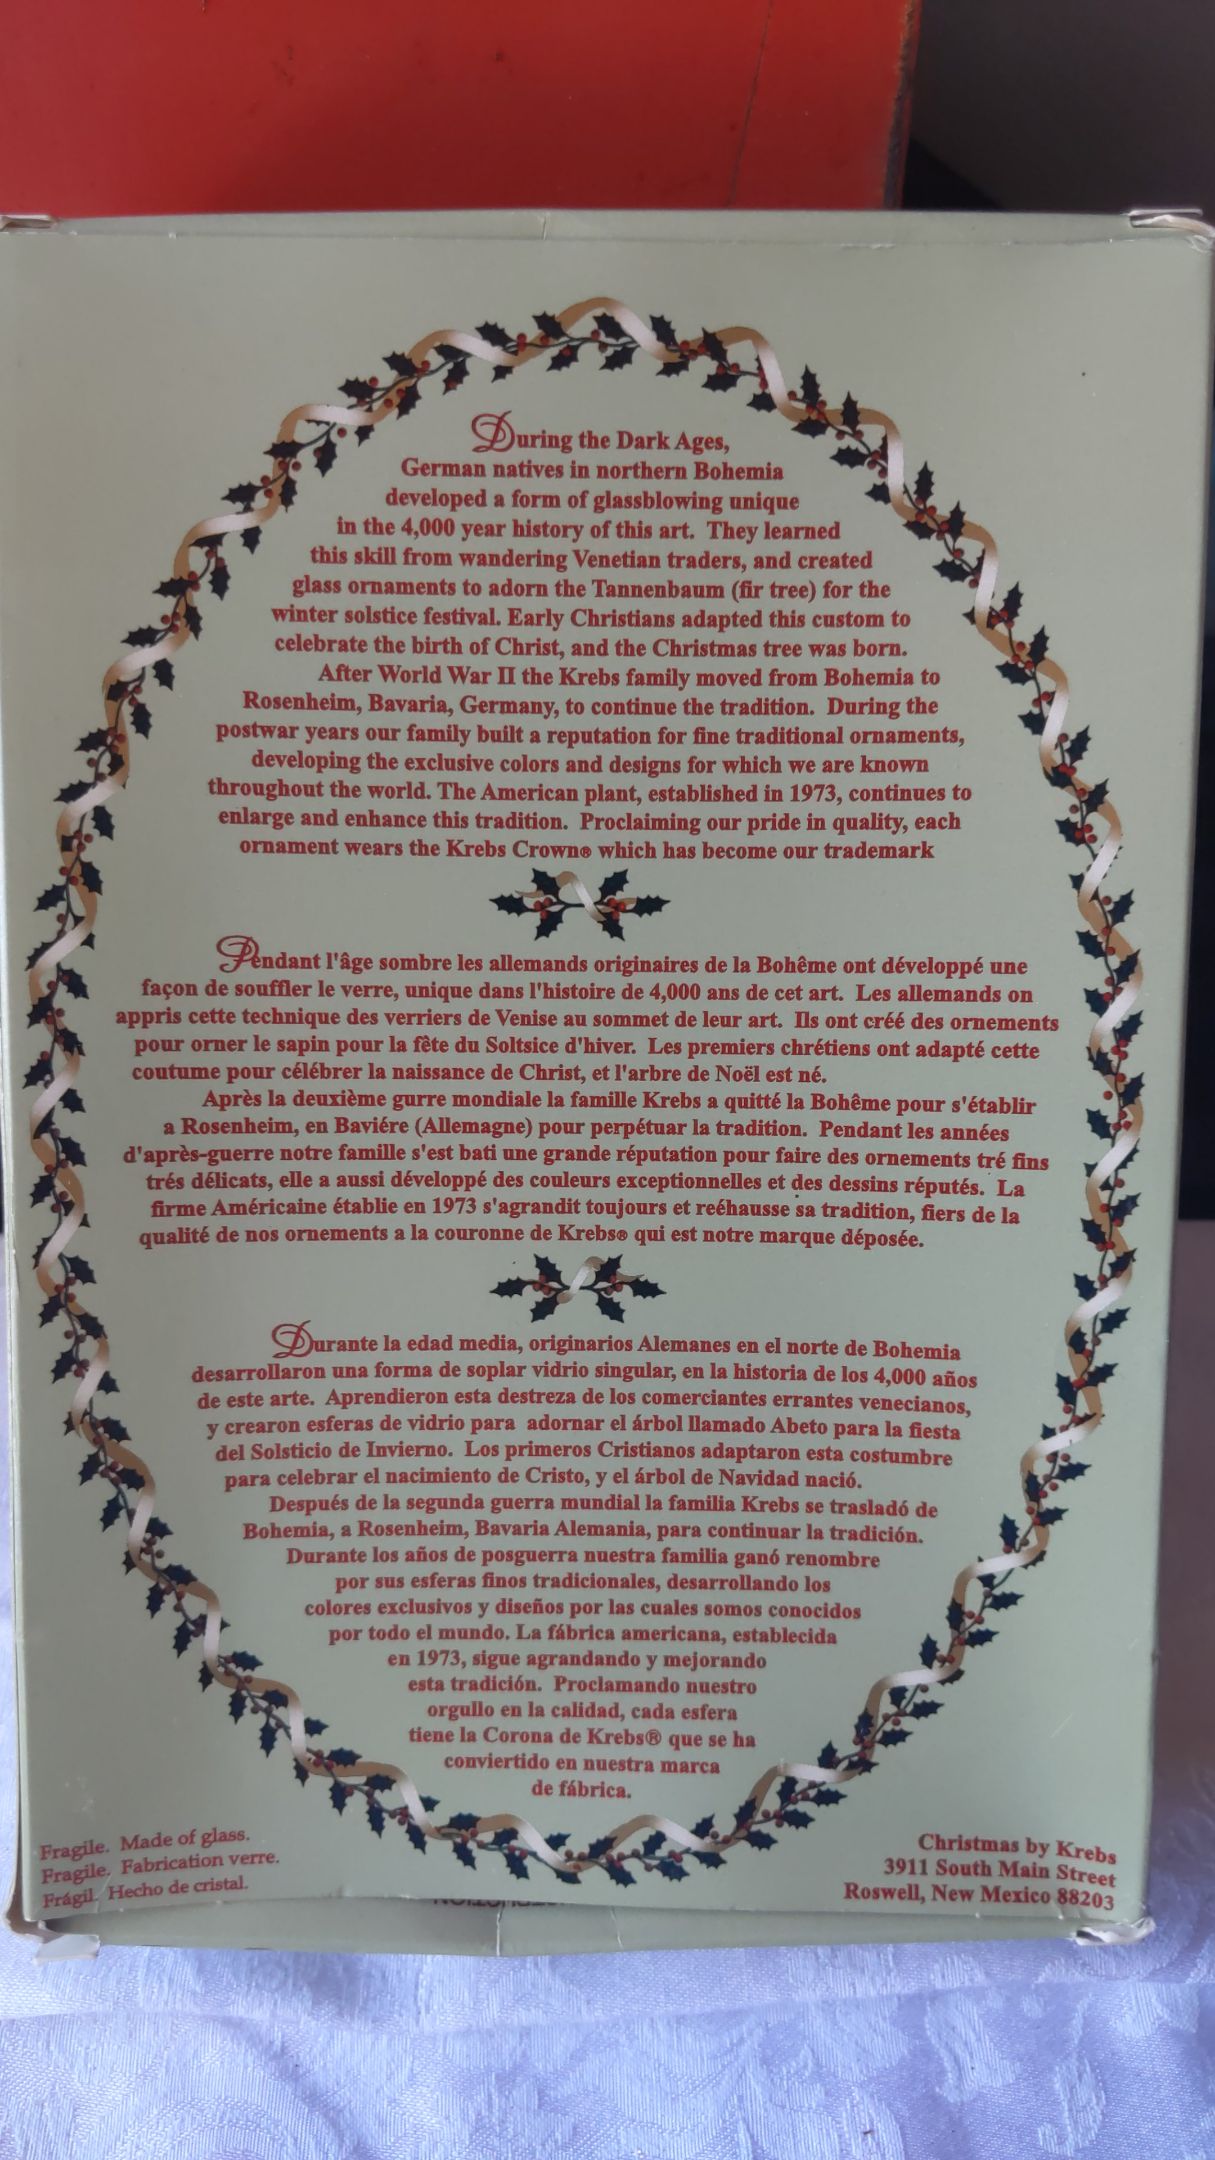 During the Dark Ages,
German natives in northern Bohemia
developed a form of glassblowing unique
in the 4,000 year history of this art. They learned
this skill from wandering Venetian traders, and created
glass ornaments to adorn the Tannenbaum (fir tree) for the
winter solstice festival. Early Christians adapted this custom to
celebrate the birth of Christ, and the Christmas tree was born.
After World War II the Krebs family moved from Bohemia to
Rosenheim, Bavaria, Germany, to continue the tradition. During the
postwar years our family built a reputation for fine traditional ornaments,
developing the exclusive colors and designs for which we are known
throughout the world. The American plant, established in 1973, continues to
enlarge and enhance this tradition. Proclaiming our pride in quality, each
ornament wears the Krebs Crown® which has become our trademark
Pendant l'âge sombre les allemands originaires de la Bohême ont développé une
façon de souffler le verre, unique dans l'histoire de 4,000 ans de cet art. Les allemands on
appris cette technique des verriers de Venise au sommet de leur art. Ils ont créé des ornements
pour orner le sapin pour la fête du Soltsice d'hiver. Les premiers chrétiens ont adapté cette
coutume pour célébrer la naissance de Christ, et l'arbre de Noël est né.
Après la deuxième gurre mondiale la famille Krebs a quitté la Bohême pour s'établir
a Rosenheim, en Baviére (Allemagne) pour perpétuar la tradition. Pendant les années
d'après-guerre notre famille s'est bati une grande réputation pour faire des ornements tré fins
trés délicats, elle a aussi développé des couleurs exceptionnelles et des dessins réputés. La
firme Américaine établie en 1973 s'agrandit toujours et reéhausse sa tradition, fiers de la
qualité de nos ornements a la couronne de Krebs® qui est notre marque déposée.
Durante la edad media, originarios Alemanes en el norte de Bohemia
desarrollaron una forma de soplar vidrio singular, en la historia de los 4,000 años
de este arte. Aprendieron esta destreza de los comerciantes errantes venecianos,
y crearon esferas de vidrio para adornar el árbol llamado Abeto para la fiesta
del Solsticio de Invierno. Los primeros Cristianos adaptaron esta costumbre
para celebrar el nacimiento de Cristo, y el árbol de Navidad nació.
Después de la segunda guerra mundial la familia Krebs se trasladó de
Bohemia, a Rosenheim, Bavaria Alemania, para continuar la tradición.
Durante los años de posguerra nuestra familia ganó renombre
por sus esferas finos tradicionales, desarrollando los
colores exclusivos y diseños por las cuales somos conocidos
por todo el mundo. La fábrica americana, establecida
en 1973, sigue agrandando y mejorando
esta tradición. Proclamando nuestro
orgullo en la calidad, cada esfera
tiene la Corona de Krebs® que se ha
conviertido en nuestra marca
de fábrica.
Fragile. Made of glass.
Fragile. Fabrication verre.
Frágil. Hecho de cristal.
Christmas by Krebs
3911 South Main Street
Roswell, New Mexico 88203